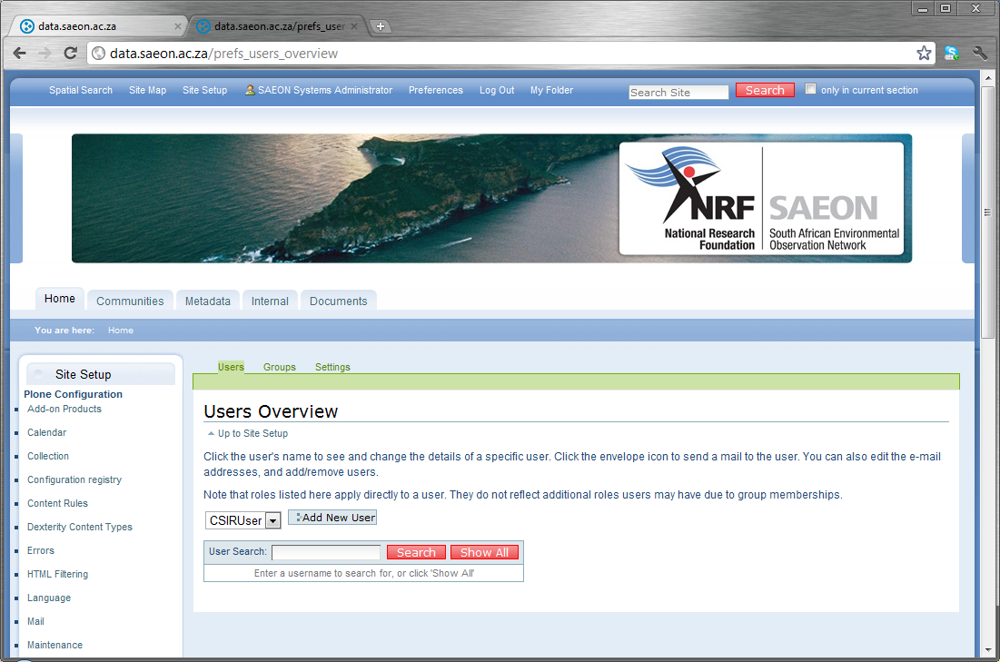 data.saeon.ac.za
data.saeon.ac.za/prefs_user
data.saeon.ac.za/prefs_users_overview
Spatial Search Site Map Site Setup SAEON Systems Administrator Preferences Log Out My Folder Search Site Search only in current section
NRF SAEON
National Research South African Environmental
Foundation Observation Network
Home Communities Metadata Internal Documents
You are here: Home
Site Setup
Plone Configuration
Add-on Products
Calendar
Collection
Configuration registry
Content Rules
Dexterity Content Types
Errors
HTML Filtering
Language
Mail
Maintenance
Users Groups Settings
Users Overview
Up to Site Setup
Click the user's name to see and change the details of a specific user. Click the envelope icon to send a mail to the user. You can also edit the e-mail
addresses, and add/remove users.
Note that roles listed here apply directly to a user. They do not reflect additional roles users may have due to group memberships.
CSIRUser Add New User
User Search: Search Show All
Enter a username to search for, or click 'Show All'